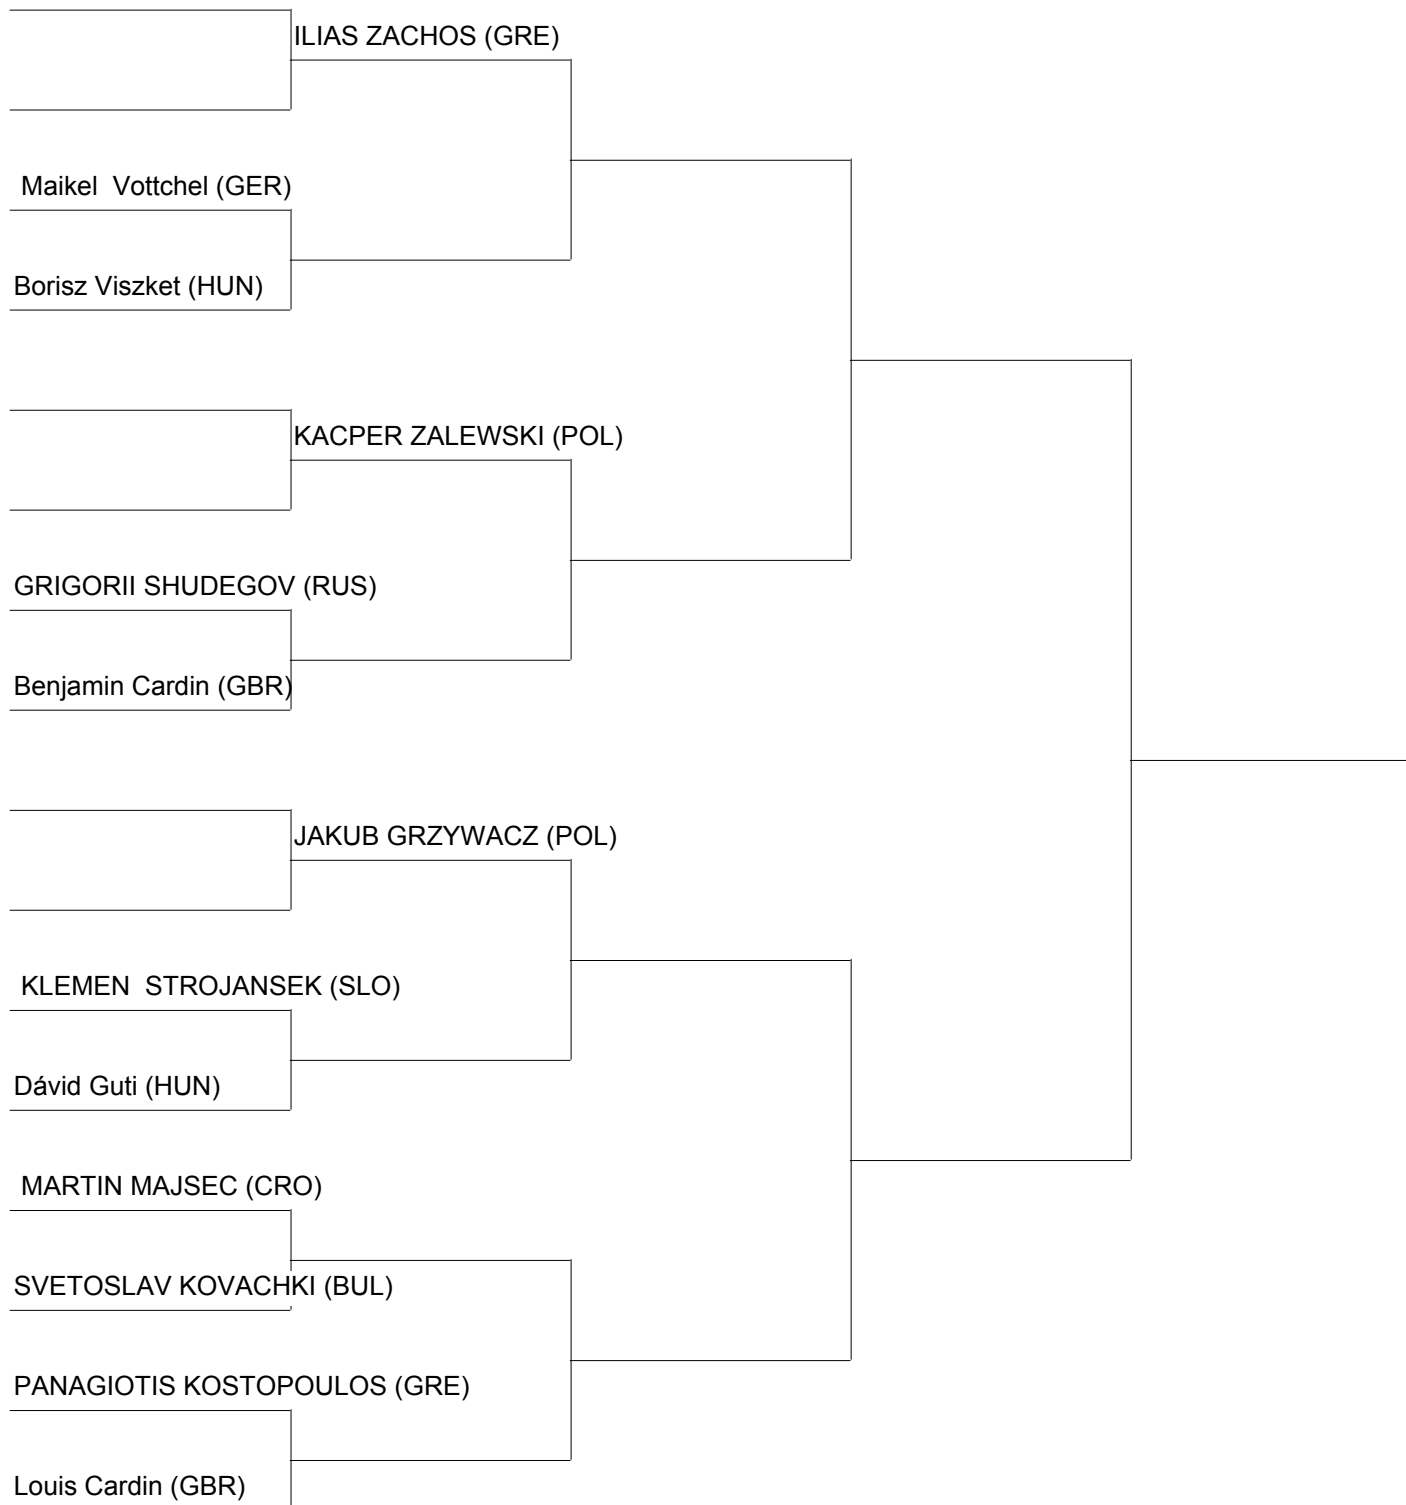 ILIAS ZACHOS (GRE)
Maikel  Vottchel (GER)
Borisz Viszket (HUN)
KACPER ZALEWSKI (POL)
GRIGORII SHUDEGOV (RUS)
Benjamin Cardin (GBR)
JAKUB GRZYWACZ (POL)
KLEMEN  STROJANSEK (SLO)
Dávid Guti (HUN)
MARTIN MAJSEC (CRO)
SVETOSLAV KOVACHKI (BUL)
PANAGIOTIS KOSTOPOULOS (GRE)
Louis Cardin (GBR)